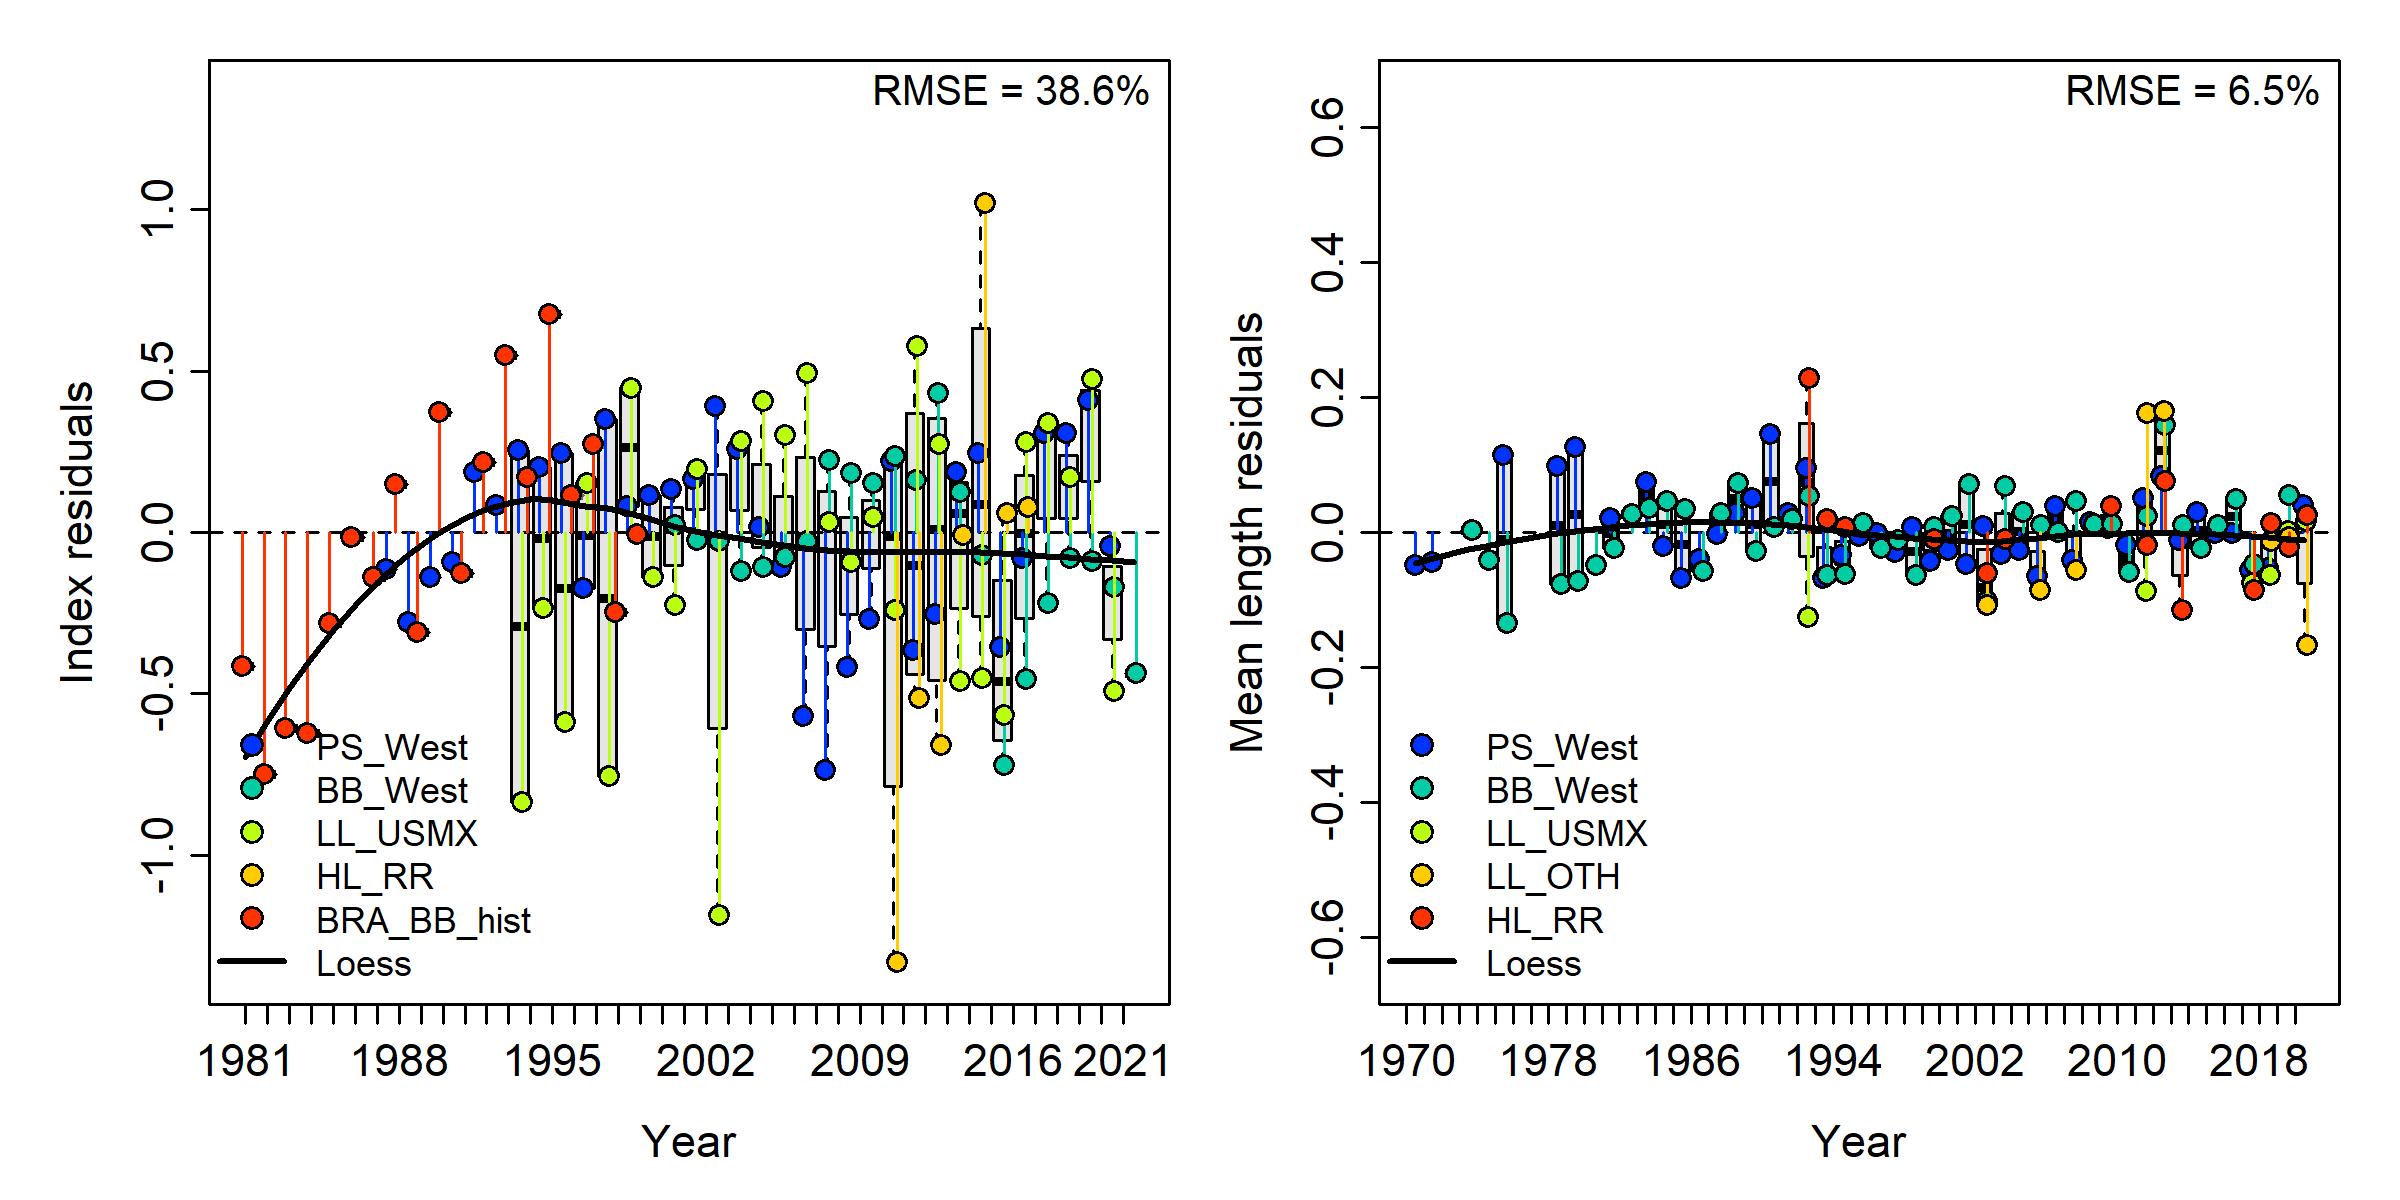 RMSE = 38.6%
Index residuals
1.0
0.5
0.0
-0.5
-1.0
PS_West
BB_West
LL_USMX
HL_RR
BRA_BB_hist
Loess
1981 1988 1995 2002 2009 2016 2021
Year
RMSE = 6.5%
Mean length residuals
0.6
0.4
0.2
0.0
-0.2
-0.4
-0.6
PS_West
BB_West
LL_USMX
LL_OTH
HL_RR
Loess
1970 1978 1986 1994 2002 2010 2018
Year